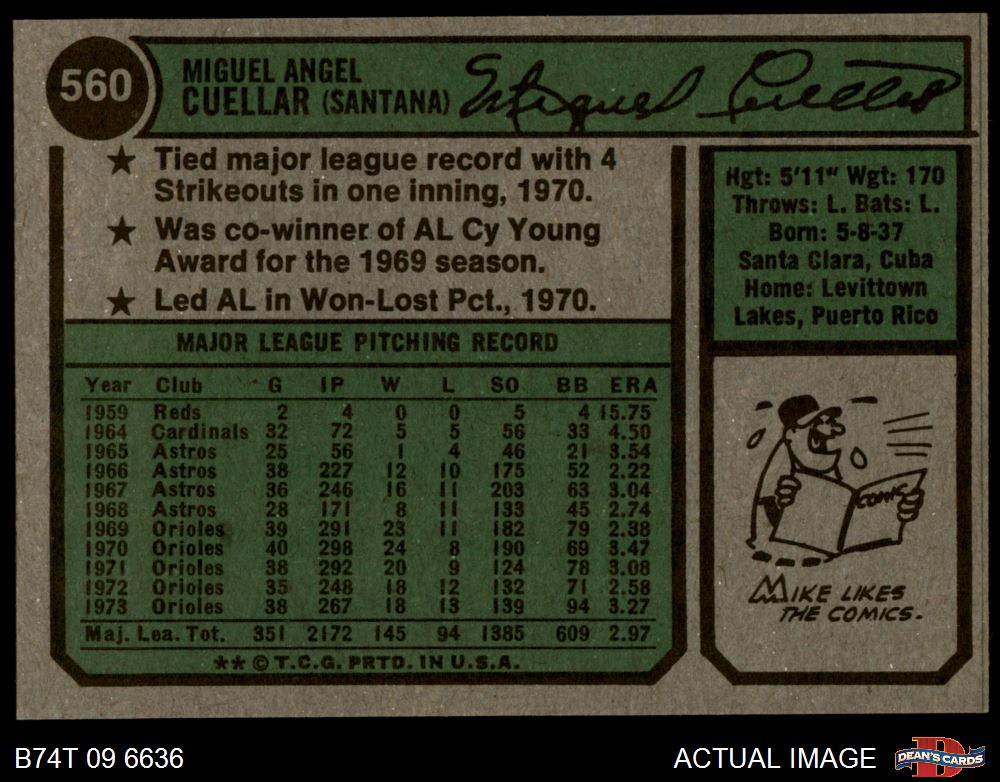 560
MIGUEL ANGEL
CUELLAR (SANTANA)
Miguel Cuellar
★ Tied major league record with 4
Strikeouts in one inning, 1970.
★ Was co-winner of AL Cy Young
Award for the 1969 season.
★ Led AL in Won-Lost Pct., 1970.
MAJOR LEAGUE PITCHING RECORD
Year Club G IP W L SO BB ERA
1959 Reds 2 4 0 0 5 4 15.75
1964 Cardinals 32 72 5 5 56 33 4.50
1965 Astros 25 56 1 4 46 21 3.54
1966 Astros 38 227 12 10 175 52 2.22
1967 Astros 36 246 16 11 203 63 3.04
1968 Astros 28 171 8 11 133 45 2.74
1969 Orioles 39 291 23 11 182 79 2.38
1970 Orioles 40 298 24 8 190 69 3.47
1971 Orioles 38 292 20 9 124 78 3.08
1972 Orioles 35 248 18 12 132 71 2.58
1973 Orioles 38 267 18 13 139 94 3.27
Maj. Lea. Tot. 351 2172 145 94 1385 609 2.97
** © T.C.G. PRTD. IN U.S.A.
Hgt: 5'11" Wgt: 170
Throws: L. Bats: L.
Born: 5-8-37
Santa Clara, Cuba
Home: Levittown
Lakes, Puerto Rico
COMIC
MIKE LIKES
THE COMICS.
B74T 09 6636
ACTUAL IMAGE
D
DEAN'S CARDS